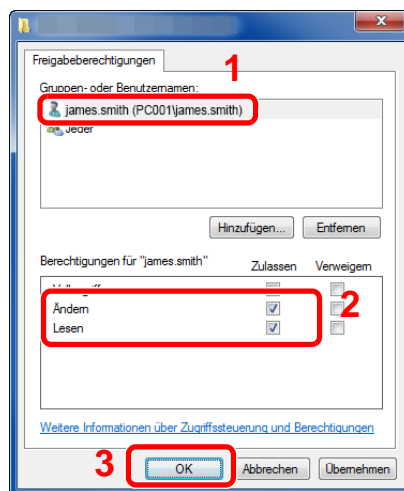 Freigabeberechtigungen
1
Gruppen- oder Benutzernamen:
james.smith (PC001\james.smith)
Jeder
Hinzufügen... Entfernen
Berechtigungen für "james.smith" Zulassen Verweigern
2
Ändern
Lesen
Weitere Informationen über Zugriffssteuerung und Berechtigungen
3
OK Abbrechen Übernehmen